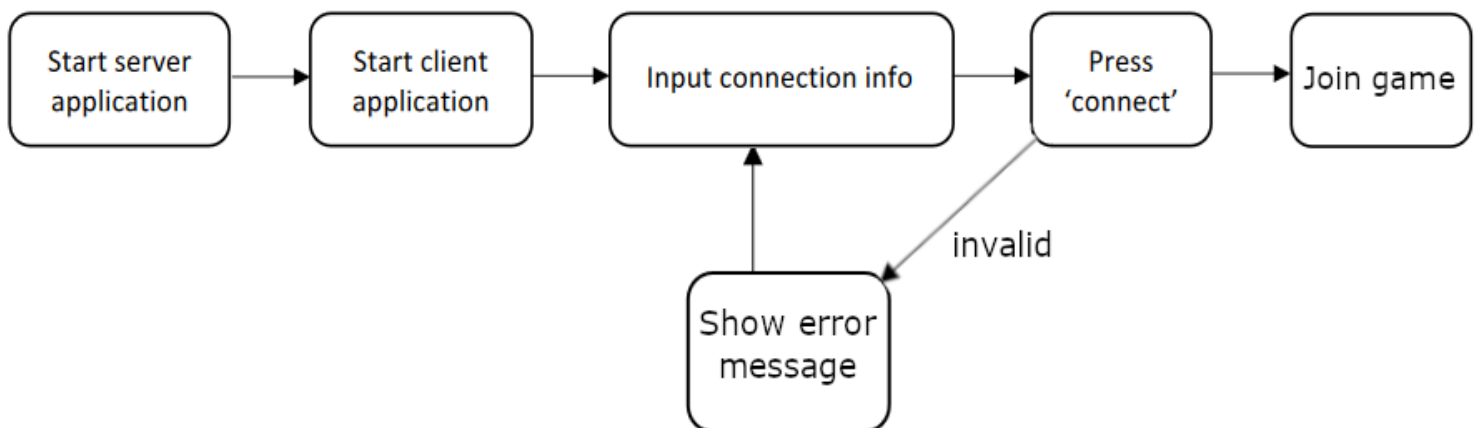 Start server
application
Start client
application
Input connection info
Press
‘connect’
Join game
invalid
Show error
message